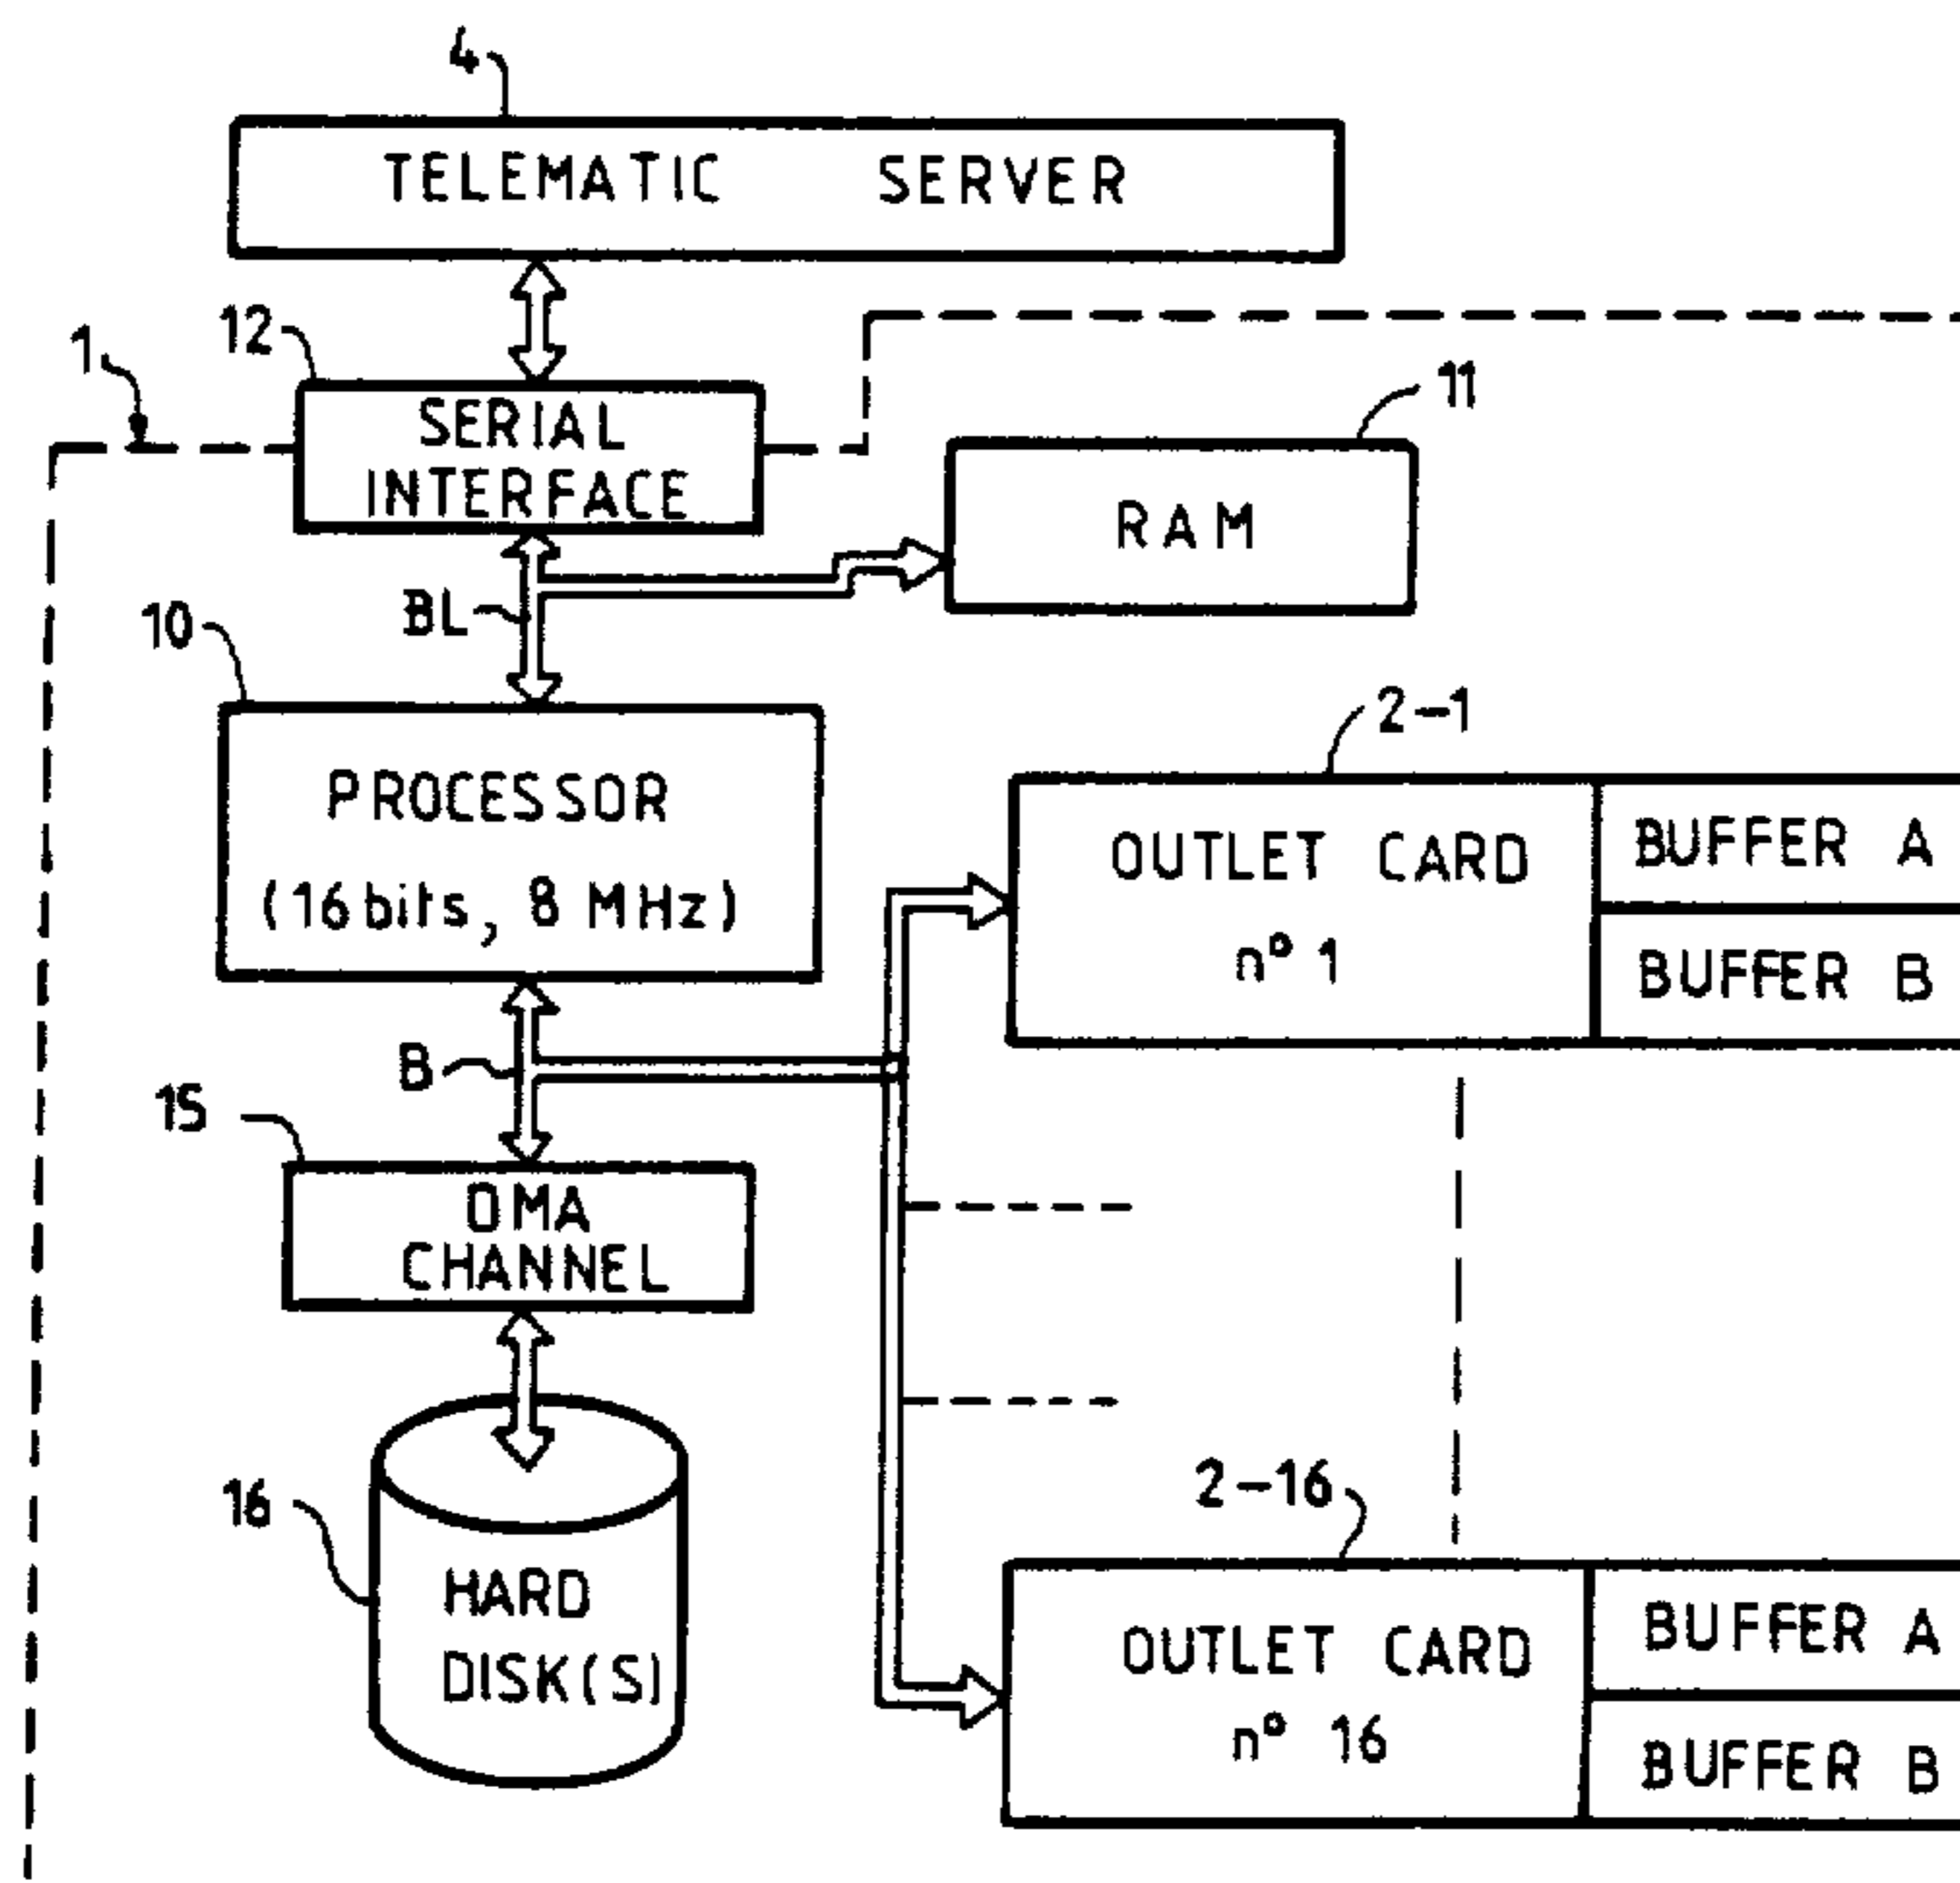 4
TELEMATIC SERVER
12
1
SERIAL
INTERFACE
11
RAM
BL
10
2-1
PROCESSOR
(16 bits, 8 MHz)
OUTLET CARD
n° 1
BUFFER A
BUFFER B
B
15
DMA
CHANNEL
16
HARD
DISK(S)
2-16
OUTLET CARD
n° 16
BUFFER A
BUFFER B